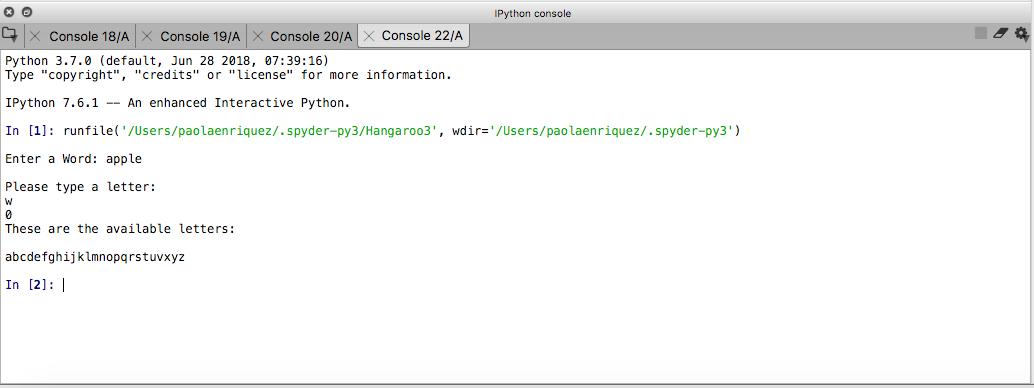 IPython console
Console 18/A
Console 19/A
Console 20/A
Console 22/A
Python 3.7.0 (default, Jun 28 2018, 07:39:16)
Type "copyright", "credits" or "license" for more information.
IPython 7.6.1 -- An enhanced Interactive Python.
In [1]: runfile('/Users/paolaenriquez/.spyder-py3/Hangaroo3', wdir='/Users/paolaenriquez/.spyder-py3')
Enter a Word: apple
Please type a letter:
w
0
These are the available letters:
abcdefghijklmnopqrstuvxyz
In [2]: